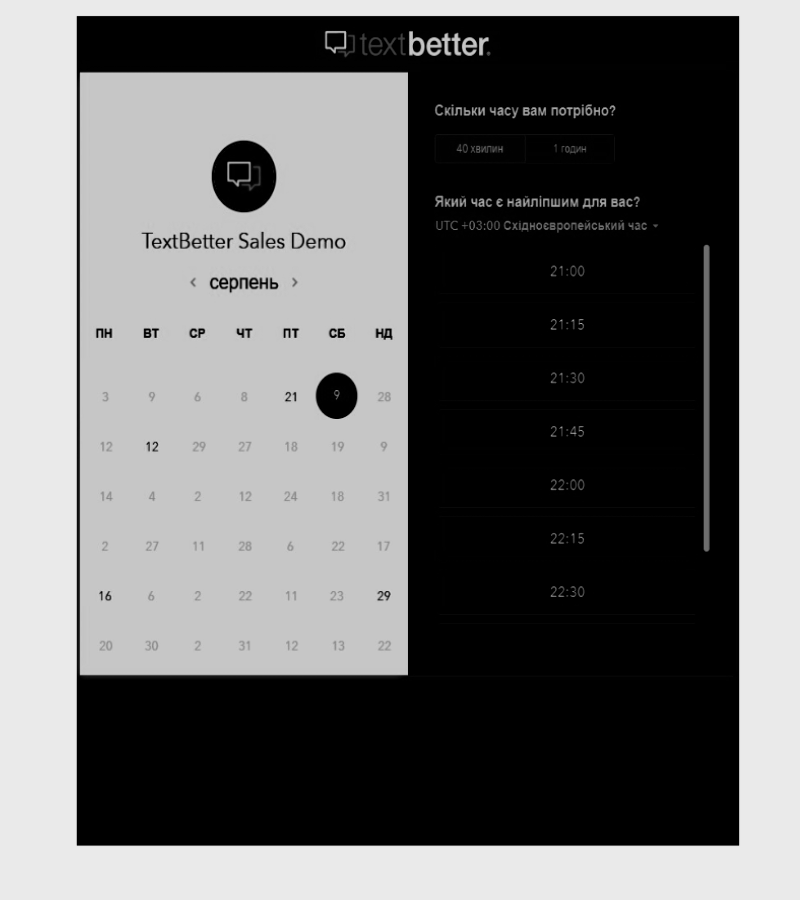 textbetter.
TextBetter Sales Demo
‹ серпень ›
ПН ВТ СР ЧТ ПТ СБ НД
3 9 6 8 21 9 28
12 12 29 27 18 19 9
14 4 2 12 24 18 31
2 27 11 28 6 22 17
16 6 2 22 11 23 29
20 30 2 31 12 13 22
Скільки часу вам потрібно?
40 хвилин 1 годин
Який час є найліпшим для вас?
UTC +03:00 Східноєвропейський час
21:00
21:15
21:30
21:45
22:00
22:15
22:30